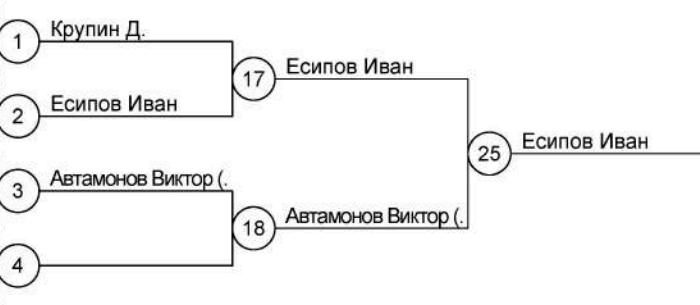 Крупин Д.
1
Есипов Иван
17
Есипов Иван
2
Есипов Иван
25
Автамонов Виктор (.
3
Автамонов Виктор (.
18
4